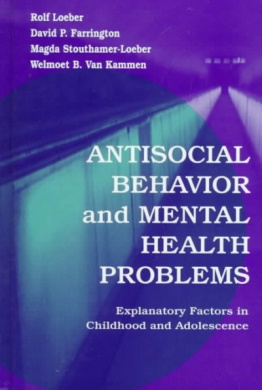 Rolf Loeber
David P. Farrington
Magda Stouthamer-Loeber
Welmoet B. Van Kammen
ANTISOCIAL
BEHAVIOR
and MENTAL
HEALTH
PROBLEMS
Explanatory Factors in
Childhood and Adolescence